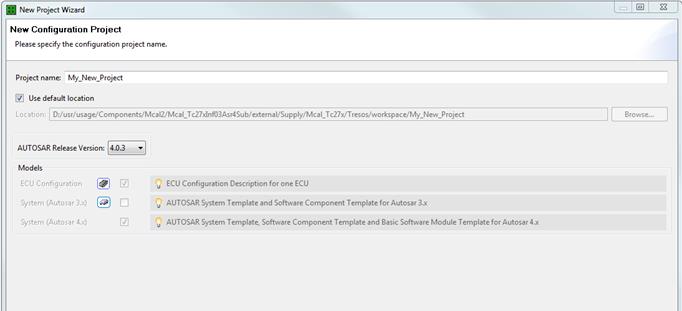 New Project Wizard
New Configuration Project
Please specify the configuration project name.
Project name: My_New_Project
Use default location
Location: D:/usr/usage/Components/Mcal2/Mcal_Tc27xInf03Asr4Sub/external/Supply/Mcal_Tc27x/Tresos/workspace/My_New_Project Browse...
AUTOSAR Release Version: 4.0.3
Models
ECU Configuration ECU Configuration Description for one ECU
System (Autosar 3.x) AUTOSAR System Template and Software Component Template for Autosar 3.x
System (Autosar 4.x) AUTOSAR System Template, Software Component Template and Basic Software Module Template for Autosar 4.x